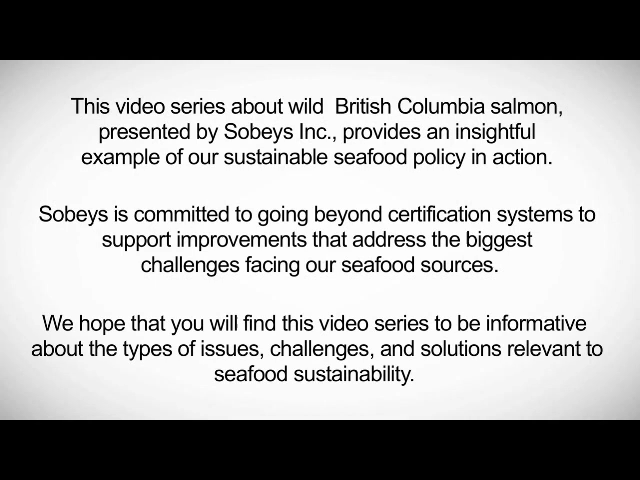 This video series about wild  British Columbia salmon,
presented by Sobeys Inc., provides an insightful
example of our sustainable seafood policy in action.
Sobeys is committed to going beyond certification systems to
support improvements that address the biggest
challenges facing our seafood sources.
We hope that you will find this video series to be informative
about the types of issues, challenges, and solutions relevant to
seafood sustainability.